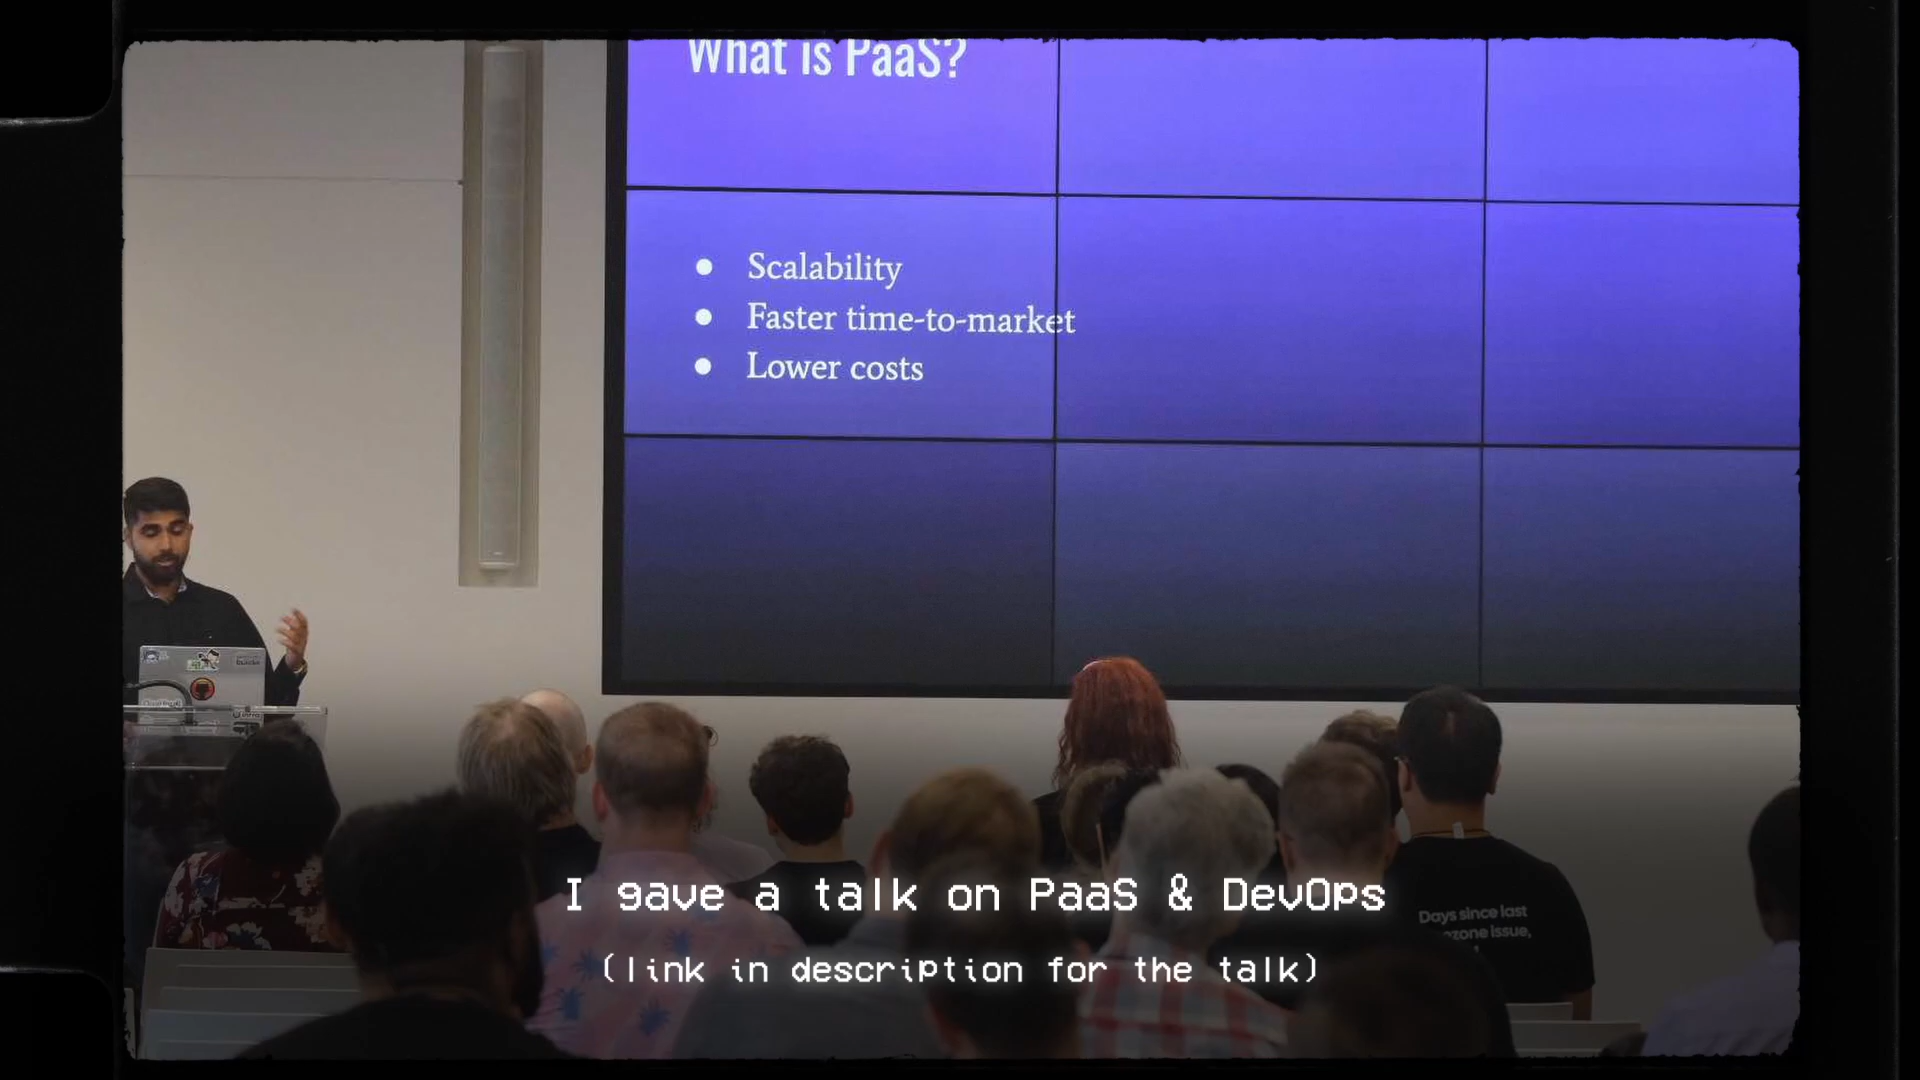 What is PaaS?
Scalability
Faster time-to-market
Lower costs
I gave a talk on PaaS & DevOps
(link in description for the talk)
Days since last
issue,